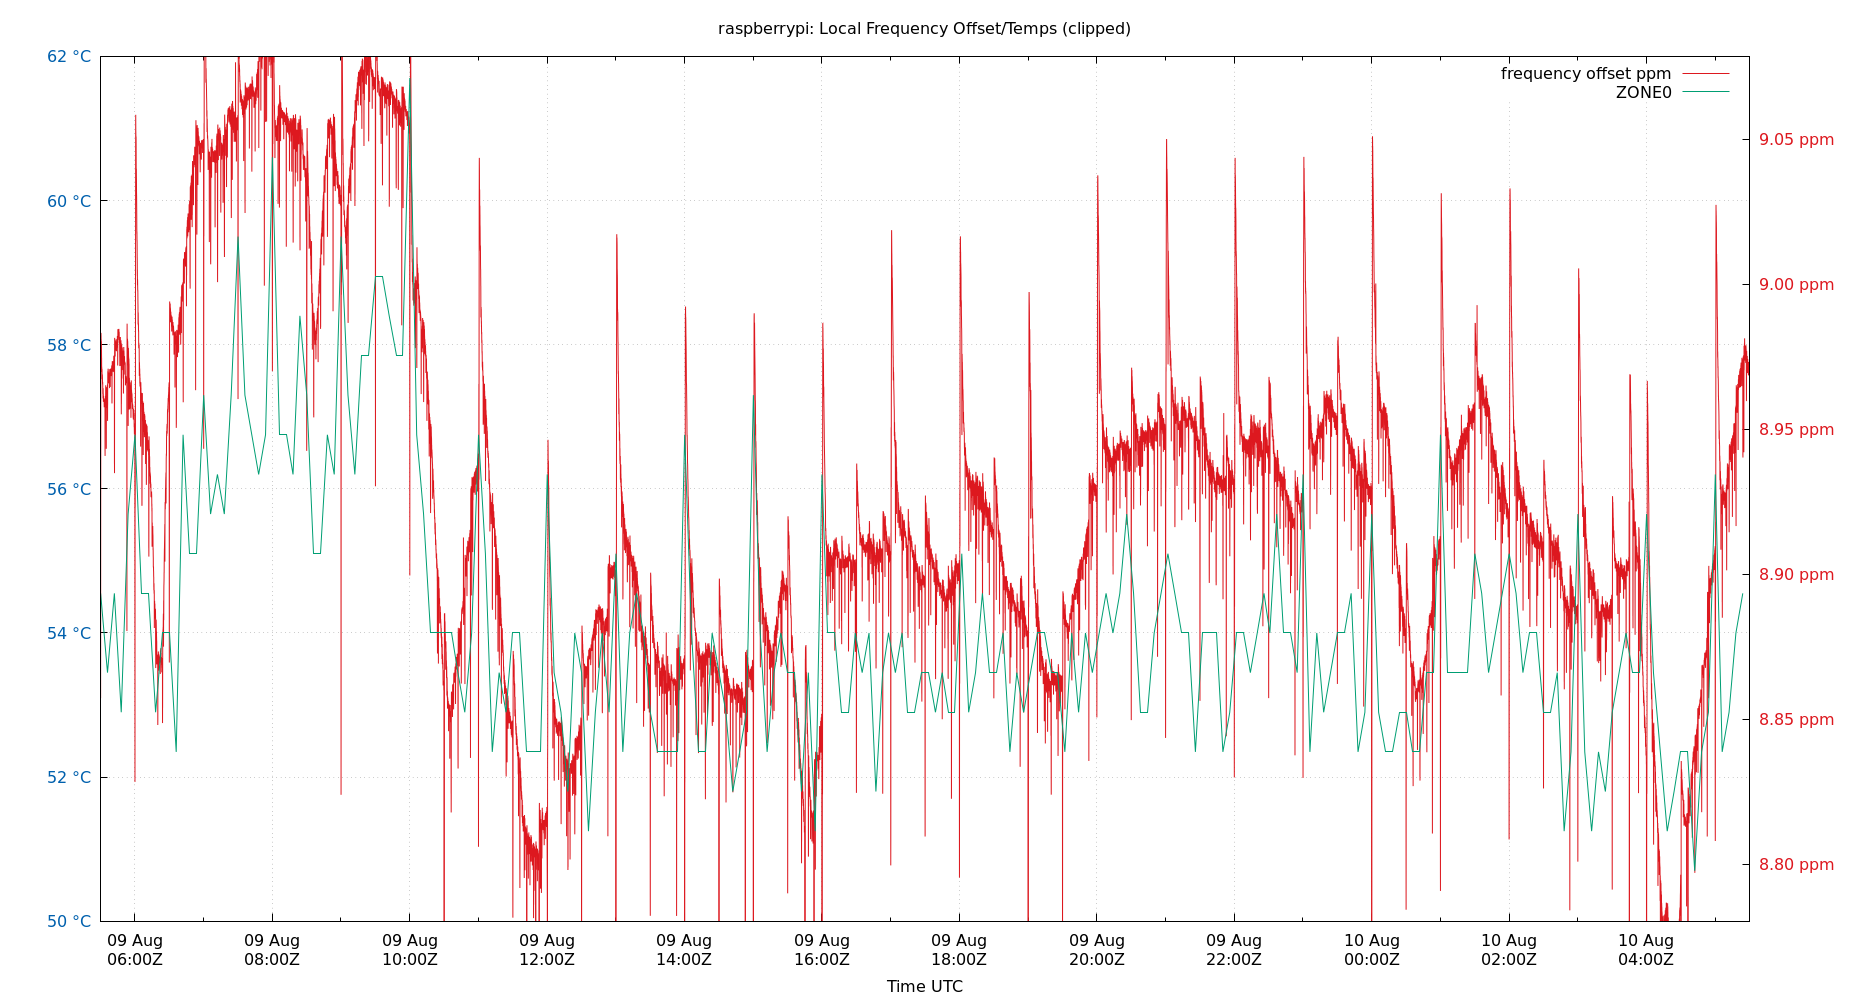 raspberrypi: Local Frequency Offset/Temps (clipped)
frequency offset ppm
ZONE0
62 °C
60 °C
58 °C
56 °C
54 °C
52 °C
50 °C
9.05 ppm
9.00 ppm
8.95 ppm
8.90 ppm
8.85 ppm
8.80 ppm
09 Aug
06:00Z
09 Aug
08:00Z
09 Aug
10:00Z
09 Aug
12:00Z
09 Aug
14:00Z
09 Aug
16:00Z
09 Aug
18:00Z
09 Aug
20:00Z
09 Aug
22:00Z
10 Aug
00:00Z
10 Aug
02:00Z
10 Aug
04:00Z
Time UTC